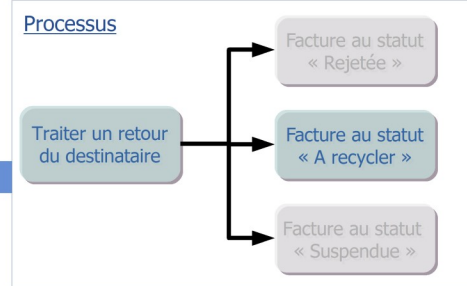 Processus
Facture au statut
« Rejetée »
Traiter un retour
du destinataire
Facture au statut
« A recycler »
Facture au statut
« Suspendue »